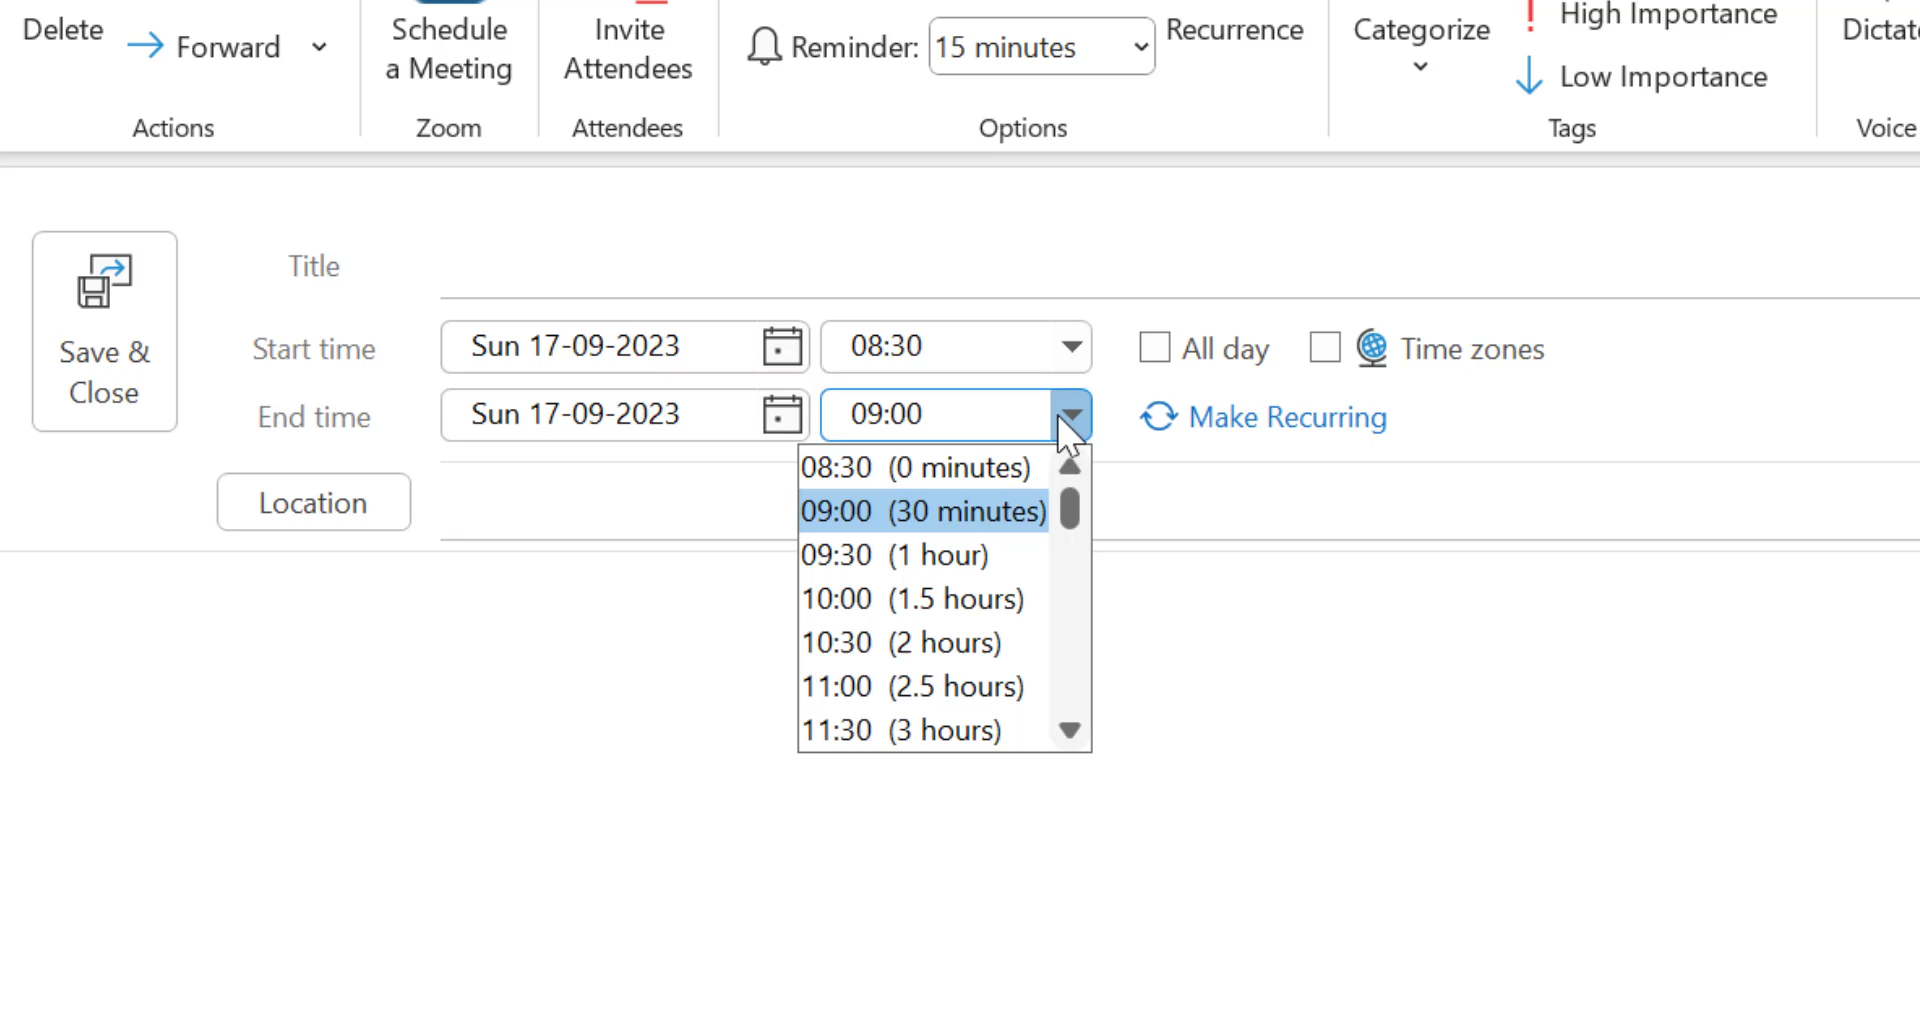 Delete
Forward
Actions
Schedule
a Meeting
Zoom
Invite
Attendees
Attendees
Reminder: 15 minutes
Recurrence
Options
Categorize
High Importance
Low Importance
Tags
Voice
Save &
Close
Title
Start time Sun 17-09-2023 08:30 All day Time zones
End time Sun 17-09-2023 09:00 Make Recurring
Location
08:30 (0 minutes)
09:00 (30 minutes)
09:30 (1 hour)
10:00 (1.5 hours)
10:30 (2 hours)
11:00 (2.5 hours)
11:30 (3 hours)